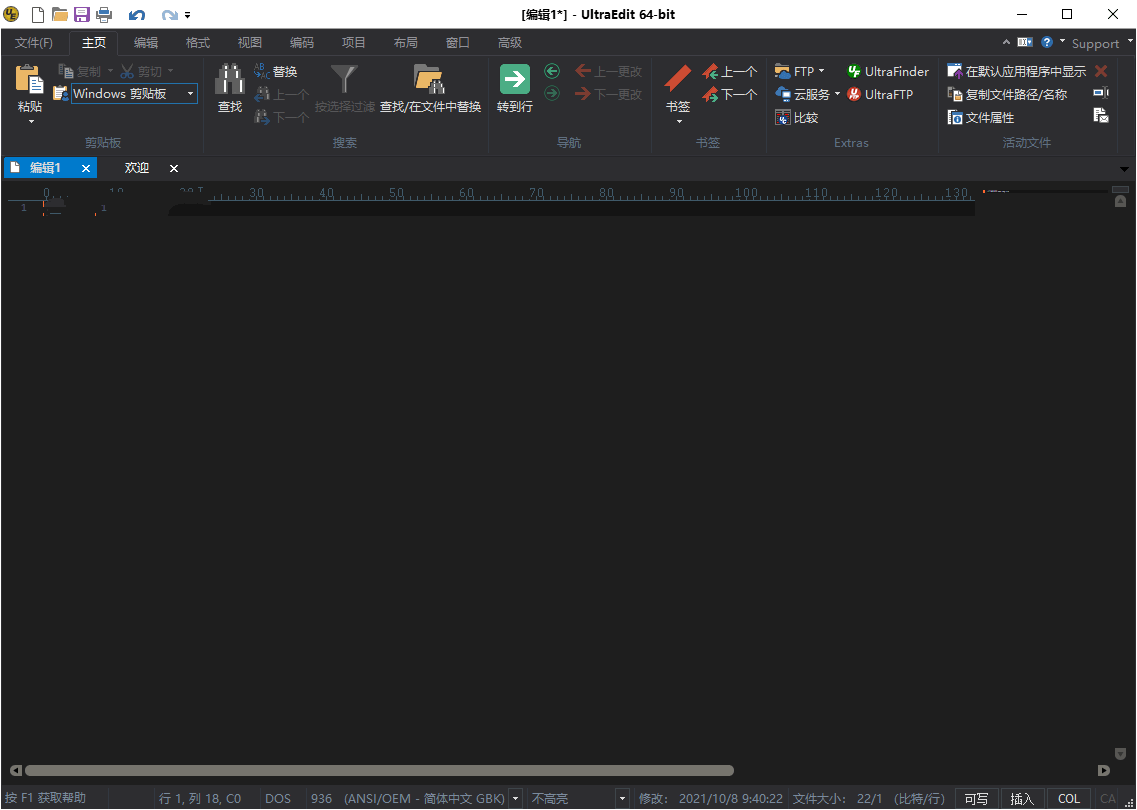 [编辑1*] - UltraEdit 64-bit
文件(F) 主页 编辑 格式 视图 编码 项目 布局 窗口 高级 Support
复制 剪切 替换 上一更改 上一个 FTP UltraFinder 在默认应用程序中显示
Windows 剪贴板 上一个 下一更改 下一个 云服务 UltraFTP 复制文件路径/名称
粘贴 查找 按选择过滤 查找/在文件中替换 转到行 书签
下一个 比较 文件属性
剪贴板 搜索 导航 书签 Extras 活动文件
编辑1 欢迎
0 10 20 30 40 50 60 70 80 90 100 110 120 130
1 1
按 F1 获取帮助 行 1, 列 18, C0 DOS 936 (ANSI/OEM - 简体中文 GBK) 不高亮 修改: 2021/10/8 9:40:22 文件大小: 22/1 (比特/行) 可写 插入 COL CA